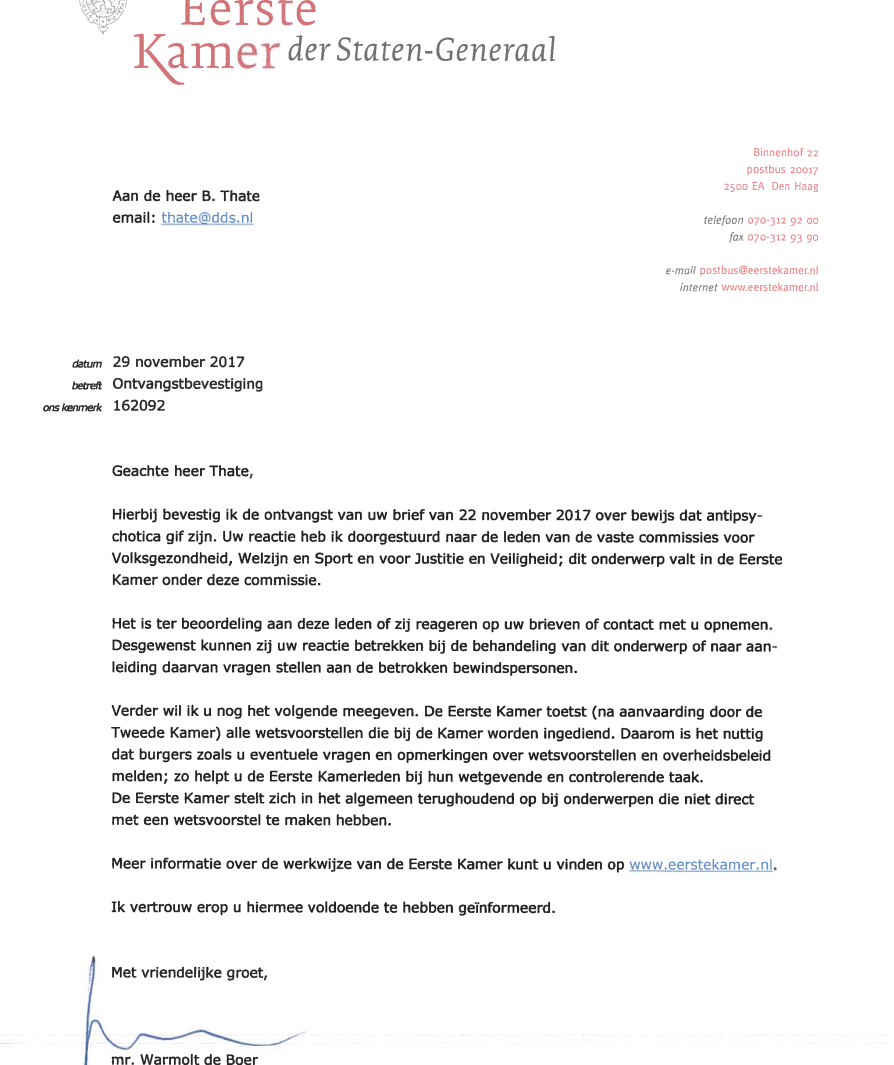 Eerste
Kamer der Staten-Generaal
Binnenhof 22
postbus 20017
2500 EA Den Haag
telefoon 070-312 92 00
fax 070-312 93 90
e-mail postbus@eerstekamer.nl
internet www.eerstekamer.nl
Aan de heer B. Thate
email: thate@dds.nl
datum 29 november 2017
betreft Ontvangstbevestiging
ons kenmerk 162092
Geachte heer Thate,
Hierbij bevestig ik de ontvangst van uw brief van 22 november 2017 over bewijs dat antipsy-
chotica gif zijn. Uw reactie heb ik doorgestuurd naar de leden van de vaste commissies voor
Volksgezondheid, Welzijn en Sport en voor Justitie en Veiligheid; dit onderwerp valt in de Eerste
Kamer onder deze commissie.
Het is ter beoordeling aan deze leden of zij reageren op uw brieven of contact met u opnemen.
Desgewenst kunnen zij uw reactie betrekken bij de behandeling van dit onderwerp of naar aan-
leiding daarvan vragen stellen aan de betrokken bewindspersonen.
Verder wil ik u nog het volgende meegeven. De Eerste Kamer toetst (na aanvaarding door de
Tweede Kamer) alle wetsvoorstellen die bij de Kamer worden ingediend. Daarom is het nuttig
dat burgers zoals u eventuele vragen en opmerkingen over wetsvoorstellen en overheidsbeleid
melden; zo helpt u de Eerste Kamerleden bij hun wetgevende en controlerende taak.
De Eerste Kamer stelt zich in het algemeen terughoudend op bij onderwerpen die niet direct
met een wetsvoorstel te maken hebben.
Meer informatie over de werkwijze van de Eerste Kamer kunt u vinden op www.eerstekamer.nl.
Ik vertrouw erop u hiermee voldoende te hebben geïnformeerd.
Met vriendelijke groet,
mr. Warmolt de Boer